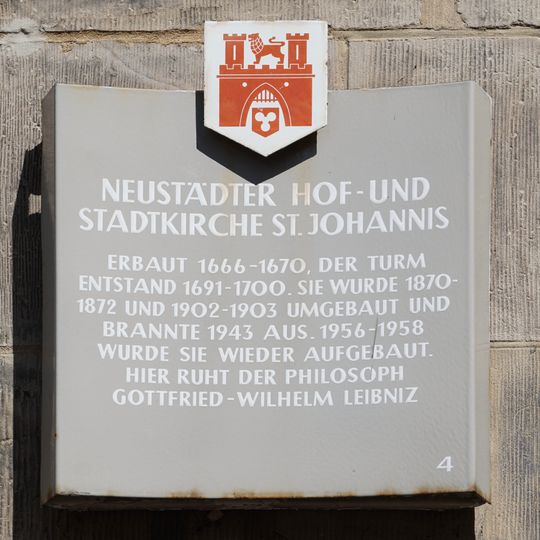 NEUSTÄDTER HOF-UND
STADTKIRCHE ST. JOHANNIS
ERBAUT 1666-1670, DER TURM
ENTSTAND 1691-1700. SIE WURDE 1870-
1872 UND 1902-1903 UMGEBAUT UND
BRANNTE 1943 AUS. 1956-1958
WURDE SIE WIEDER AUFGEBAUT.
HIER RUHT DER PHILOSOPH
GOTTFRIED-WILHELM LEIBNIZ
4